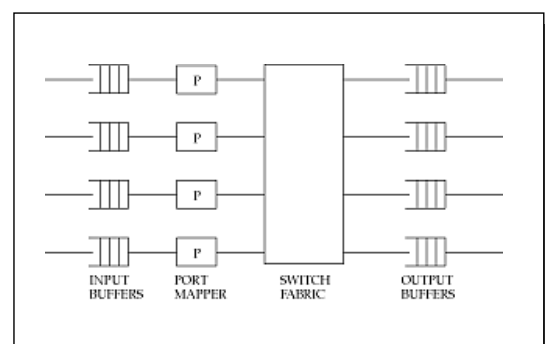 P
P
P
P
INPUT BUFFERS
PORT MAPPER
SWITCH FABRIC
OUTPUT BUFFERS